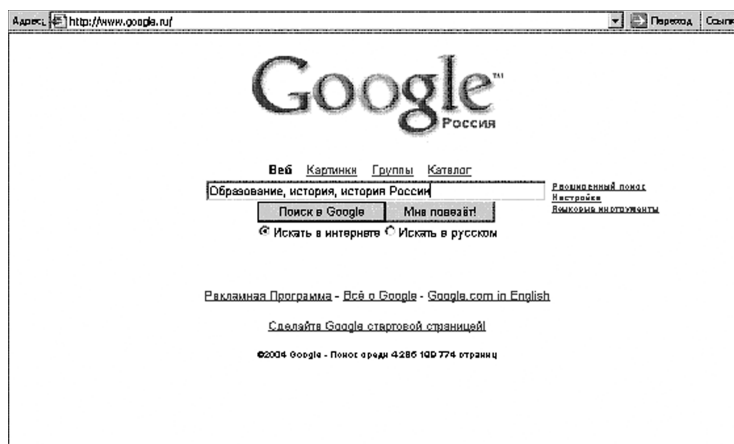 Адрес: http://www.google.ru/ Переход Ссылки
Google™
Россия
Веб Картинки Группы Каталог
Образование, история, история России
Расширенный поиск
Настройки
Языковые инструменты
Поиск в Google Мне повезёт!
Искать в интернете Искать в русском
Рекламная Программа - Всё о Google - Google.com in English
Сделайте Google стартовой страницей!
©2004 Google - Поиск среди 4 285 199 774 страниц